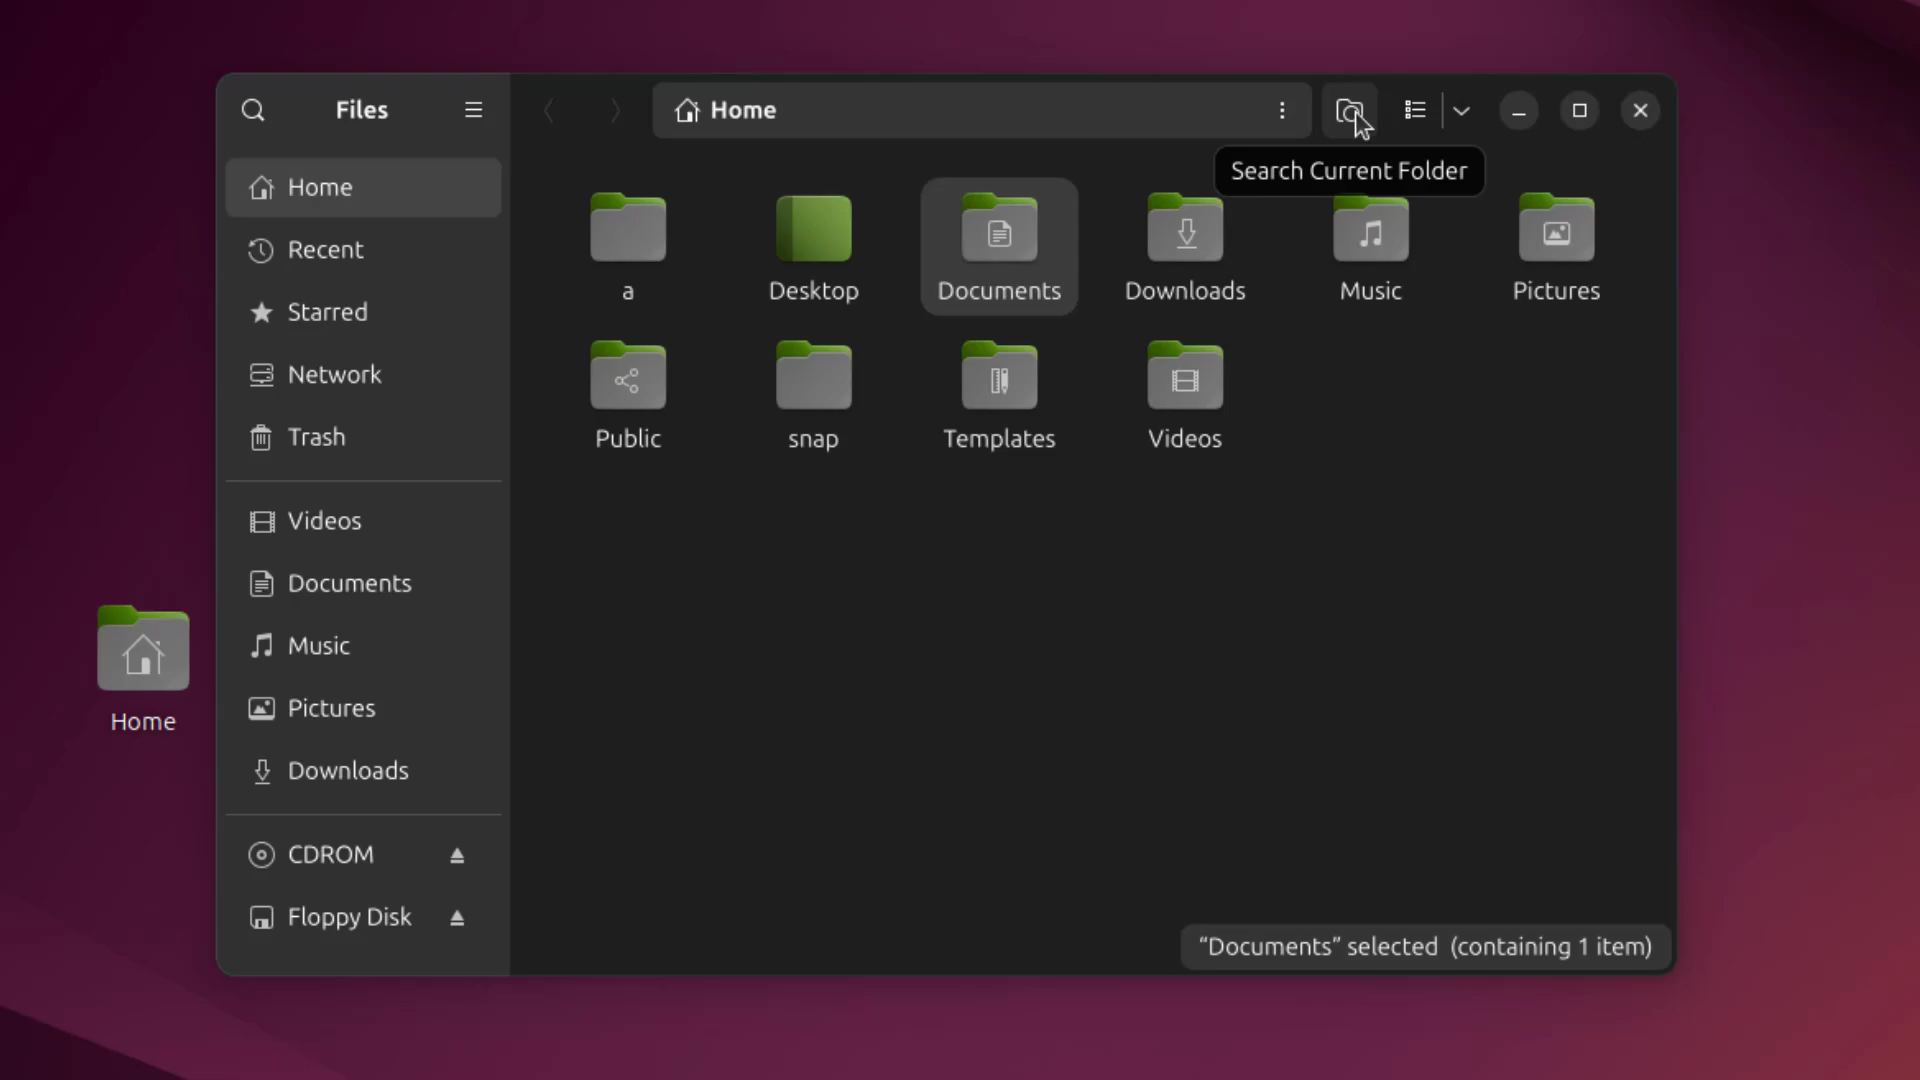 Files
Home
Home
Recent
Starred
Network
Trash
Videos
Documents
Music
Pictures
Downloads
CDROM
Floppy Disk
Search Current Folder
a
Desktop
Documents
Downloads
Music
Pictures
Public
snap
Templates
Videos
“Documents” selected (containing 1 item)
Home